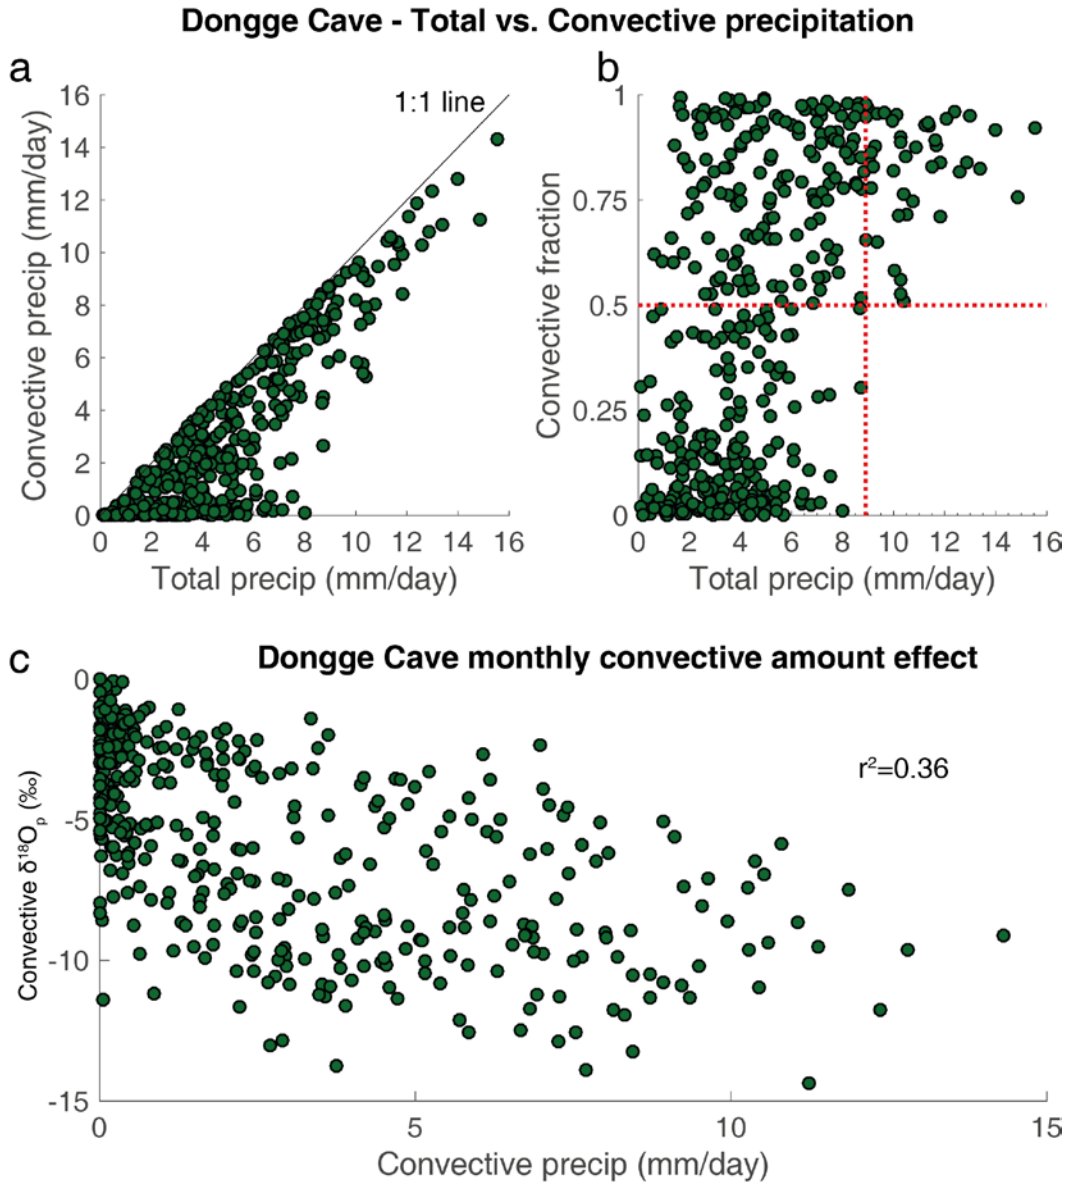 Dongge Cave - Total vs. Convective precipitation
a
16
14
12
10
8
6
4
2
0
Convective precip (mm/day)
1:1 line
0 2 4 6 8 10 12 14 16
Total precip (mm/day)
b
1
0.75
0.5
0.25
0
Convective fraction
0 2 4 6 8 10 12 14 16
Total precip (mm/day)
c
Dongge Cave monthly convective amount effect
0
-5
-10
-15
Convective δ¹⁸Oₚ (‰)
r²=0.36
0 5 10 15
Convective precip (mm/day)